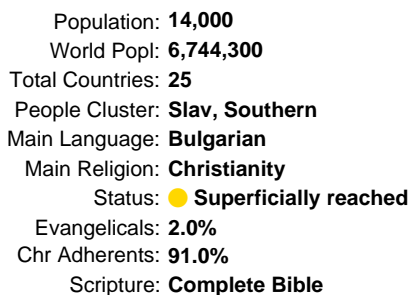 Population: 14,000
World Popl: 6,744,300
Total Countries: 25
People Cluster: Slav, Southern
Main Language: Bulgarian
Main Religion: Christianity
Status: Superficially reached
Evangelicals: 2.0%
Chr Adherents: 91.0%
Scripture: Complete Bible